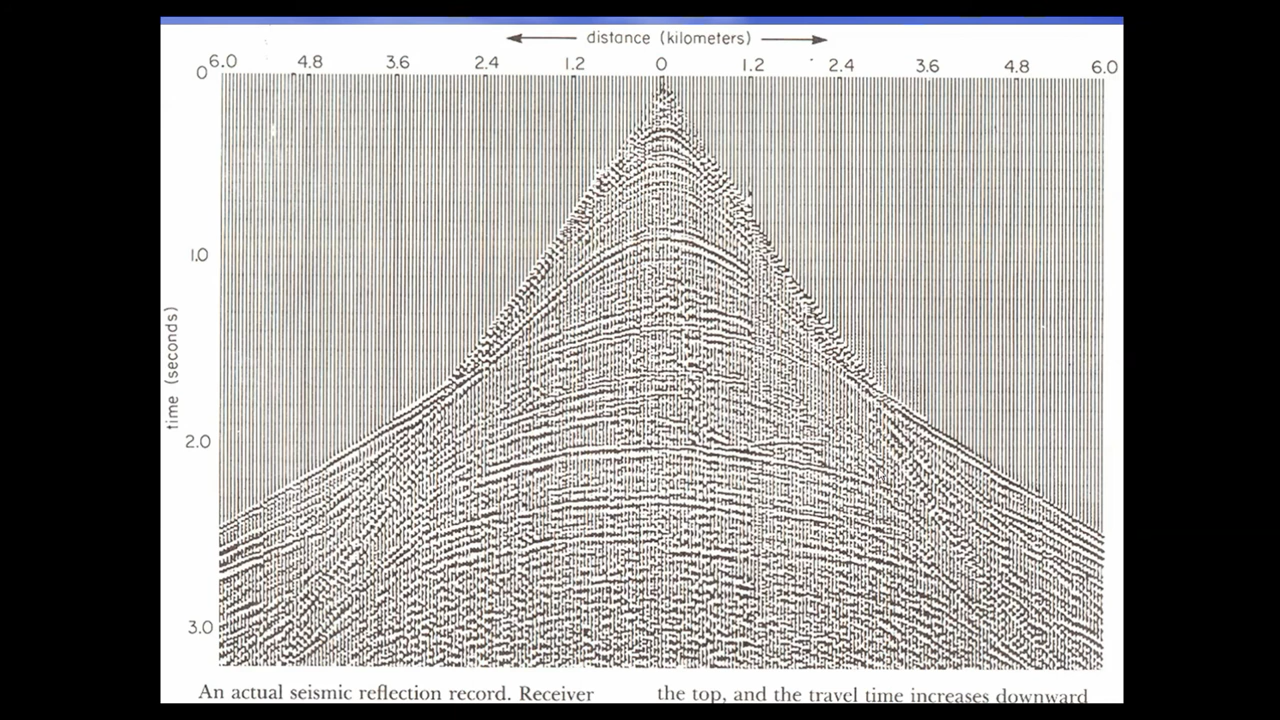 distance (kilometers)
6.0 4.8 3.6 2.4 1.2 0 1.2 2.4 3.6 4.8 6.0
0
1.0
time (seconds)
2.0
3.0
An actual seismic reflection record. Receiver
the top, and the travel time increases downward